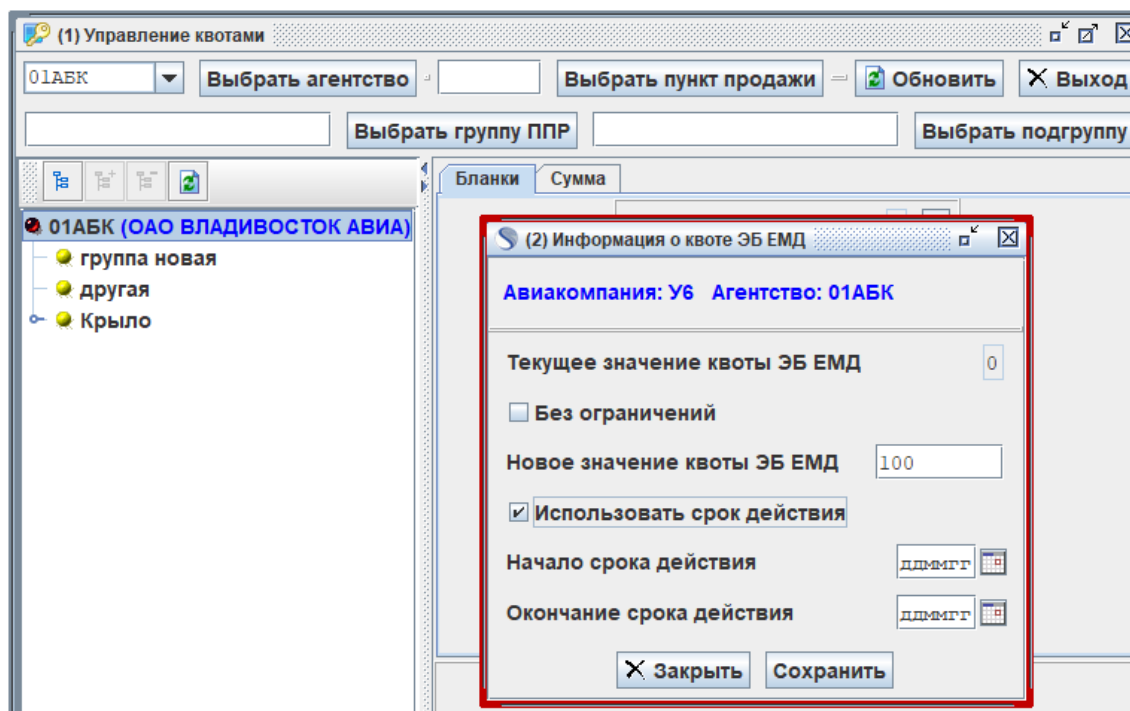 (1) Управление квотами
01АБК Выбрать агентство Выбрать пункт продажи Обновить Выход
Выбрать группу ППР Выбрать подгруппу
Бланки Сумма
01АБК (ОАО ВЛАДИВОСТОК АВИА)
группа новая
другая
Крыло
(2) Информация о квоте ЭБ ЕМД
Авиакомпания: У6 Агентство: 01АБК
Текущее значение квоты ЭБ ЕМД 0
Без ограничений
Новое значение квоты ЭБ ЕМД 100
Использовать срок действия
Начало срока действия ддммгг
Окончание срока действия ддммгг
Закрыть Сохранить